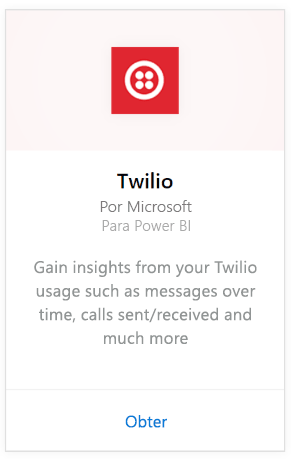 Twilio
Por Microsoft
Para Power BI
Gain insights from your Twilio
usage such as messages over
time, calls sent/received and
much more
Obter